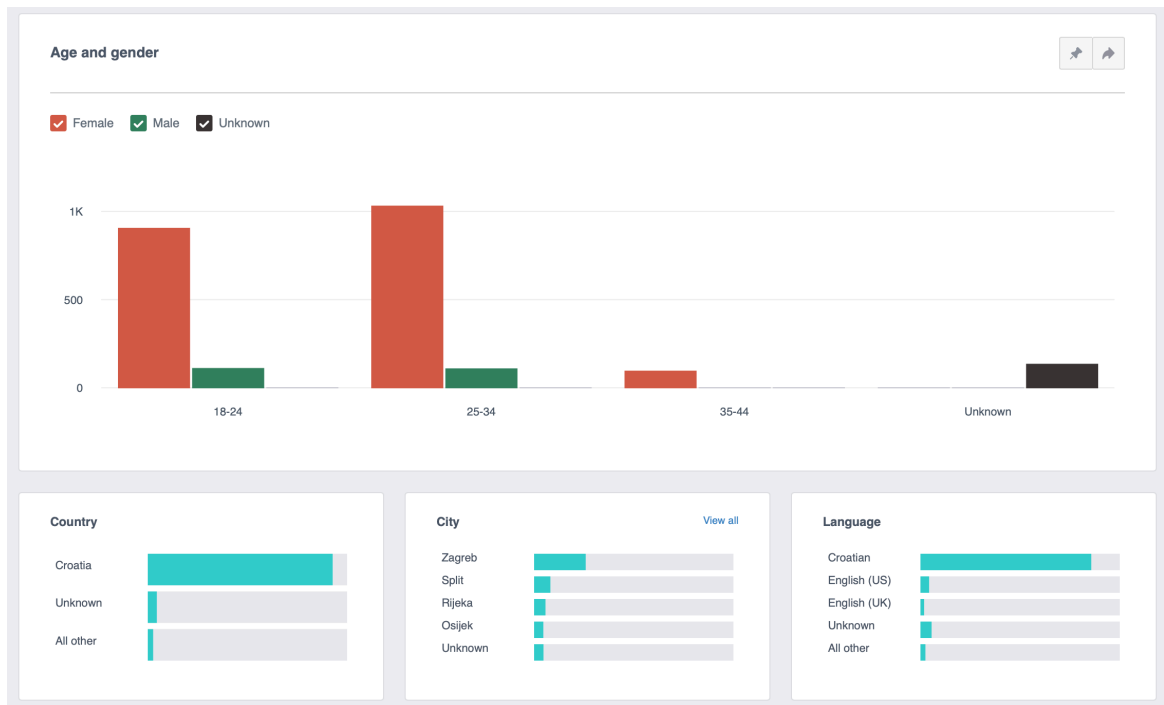 Age and gender
Female Male Unknown
1K
500
0
18-24 25-34 35-44 Unknown
Country
Croatia
Unknown
All other
City View all
Zagreb
Split
Rijeka
Osijek
Unknown
Language
Croatian
English (US)
English (UK)
Unknown
All other